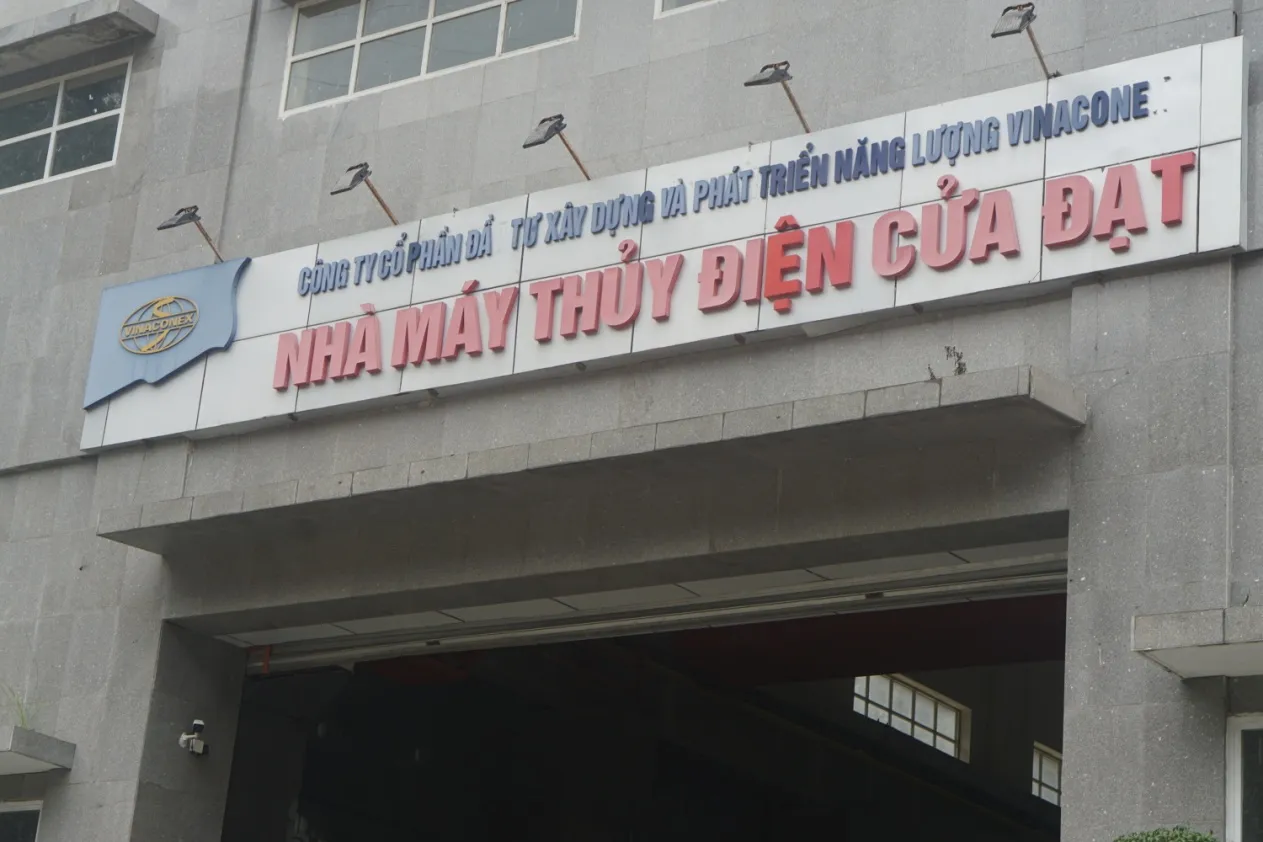 CÔNG TY CỔ PHẦN ĐẦ TƯ XÂY DỰNG VÀ PHÁT TRIỂN NĂNG LƯỢNG VINACONE
VINACONEX
NHÀ MÁY THỦY ĐIỆN CỬA ĐẠT